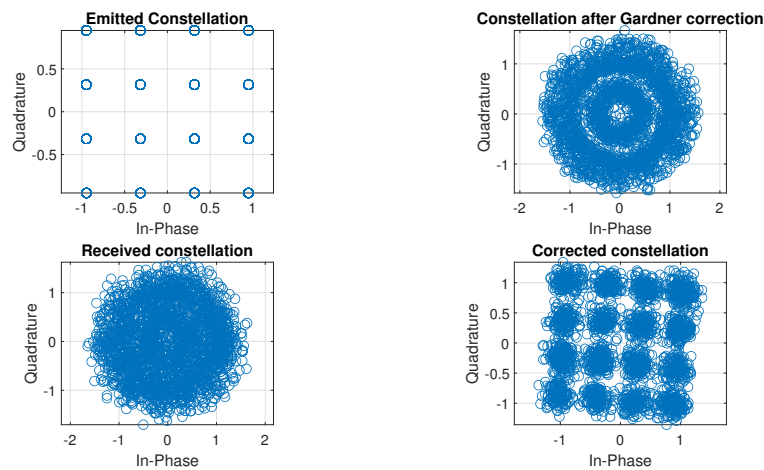 Emitted Constellation
Quadrature
0.5
0
-0.5
-1
-0.5
0
0.5
1
In-Phase
Constellation after Gardner correction
Quadrature
1
0
-1
-2
-1
0
1
2
In-Phase
Received constellation
Quadrature
1
0
-1
-2
-1
0
1
2
In-Phase
Corrected constellation
Quadrature
1
0.5
0
-0.5
-1
-1
0
1
In-Phase